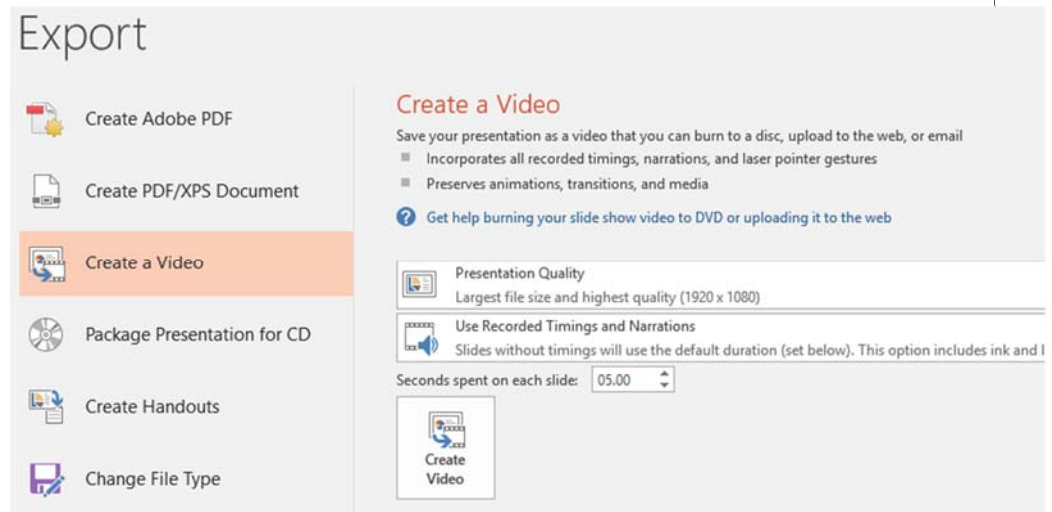 Export
Create Adobe PDF
Create PDF/XPS Document
Create a Video
Package Presentation for CD
Create Handouts
Change File Type
Create a Video
Save your presentation as a video that you can burn to a disc, upload to the web, or email
Incorporates all recorded timings, narrations, and laser pointer gestures
Preserves animations, transitions, and media
Get help burning your slide show video to DVD or uploading it to the web
Presentation Quality
Largest file size and highest quality (1920 x 1080)
Use Recorded Timings and Narrations
Slides without timings will use the default duration (set below). This option includes ink and
Seconds spent on each slide: 05.00
Create
Video